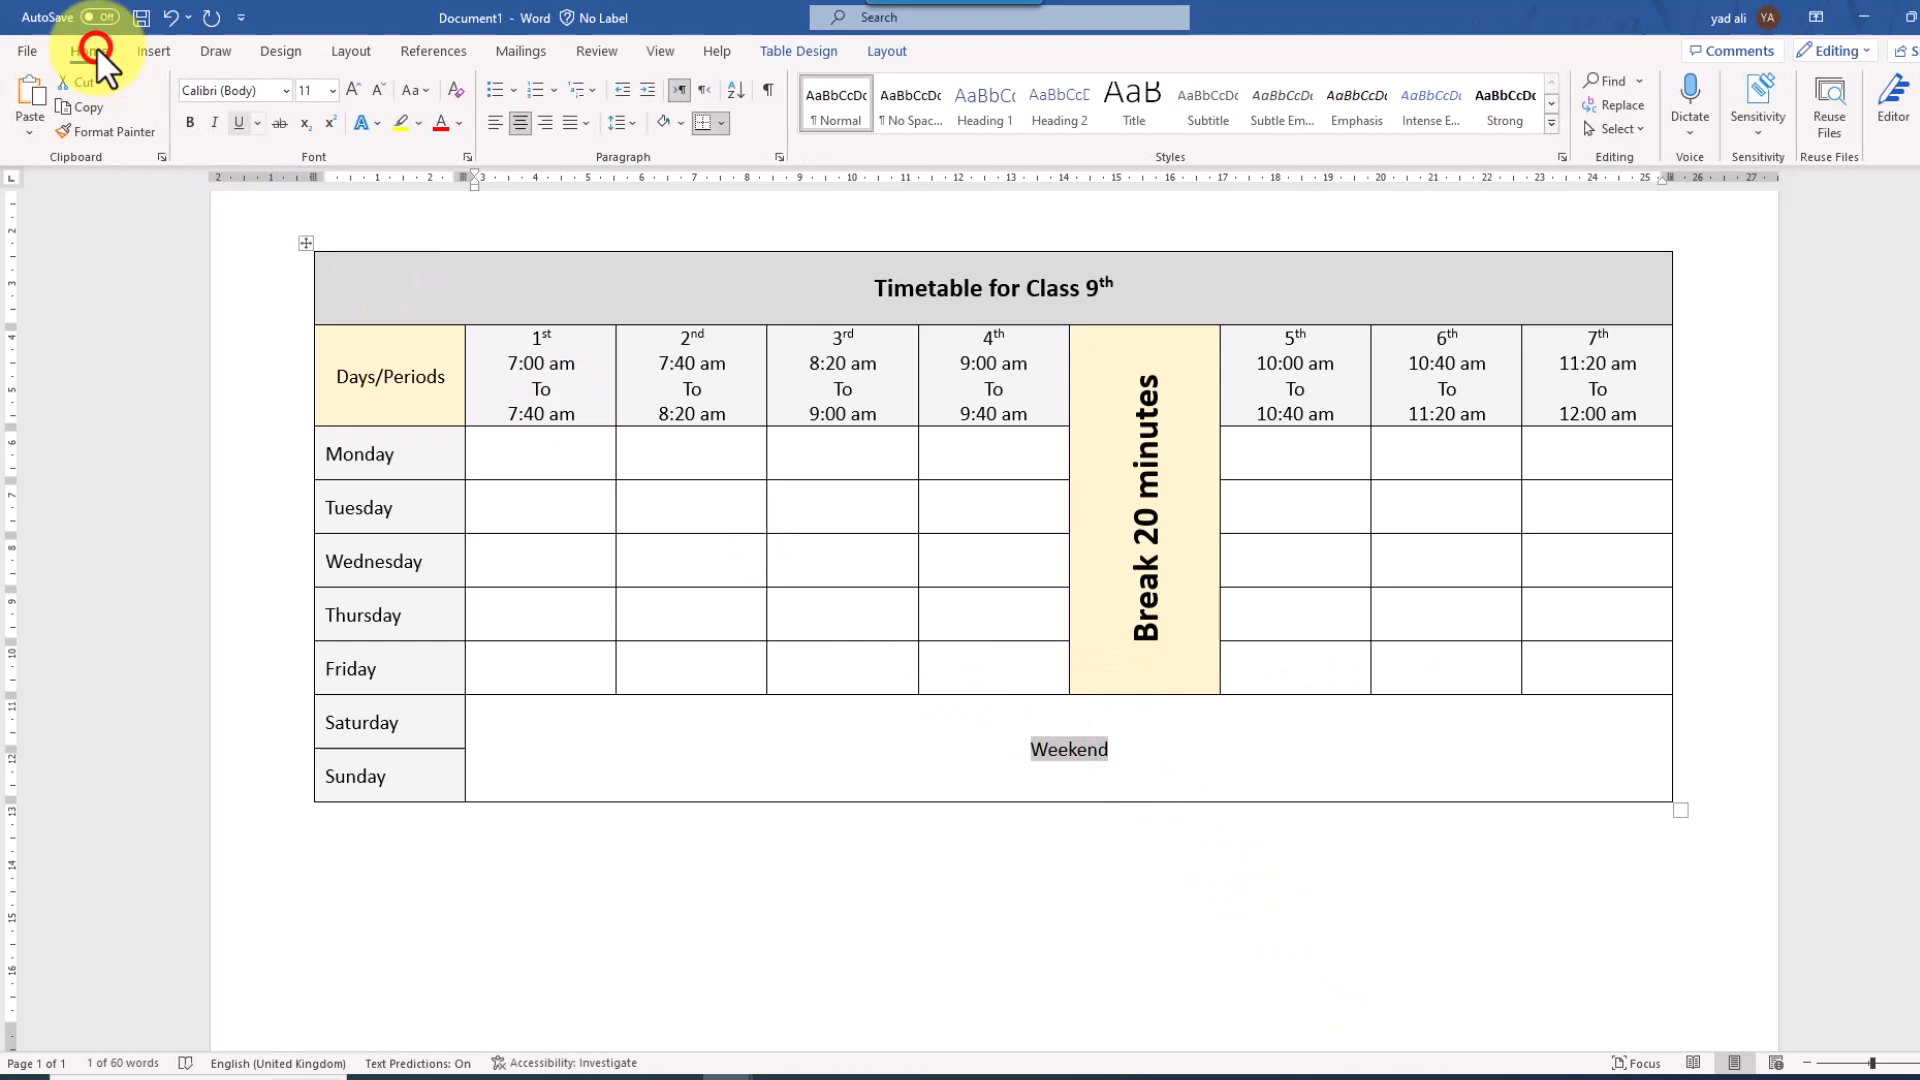 AutoSave Off
Document1 - Word No Label
Search
yad ali YA
File Insert Draw Design Layout References Mailings Review View Help Table Design Layout
Comments Editing
Paste
Cut
Copy
Format Painter
Clipboard
Calibri (Body) 11
Font
Paragraph
AaBbCcDc AaBbCcDc AaBbC AaBbCcD AaB AaBbCcDc AaBbCcDc AaBbCcDc AaBbCcDc AaBbCcDc
¶ Normal ¶ No Spac... Heading 1 Heading 2 Title Subtitle Subtle Em... Emphasis Intense E... Strong
Styles
Find
Replace
Select
Editing
Dictate
Voice
Sensitivity
Sensitivity
Reuse Files
Reuse Files
Editor
Timetable for Class 9th
Days/Periods
1st
7:00 am
To
7:40 am
2nd
7:40 am
To
8:20 am
3rd
8:20 am
To
9:00 am
4th
9:00 am
To
9:40 am
Break 20 minutes
5th
10:00 am
To
10:40 am
6th
10:40 am
To
11:20 am
7th
11:20 am
To
12:00 am
Monday
Tuesday
Wednesday
Thursday
Friday
Saturday
Sunday
Weekend
Page 1 of 1 1 of 60 words English (United Kingdom) Text Predictions: On Accessibility: Investigate Focus